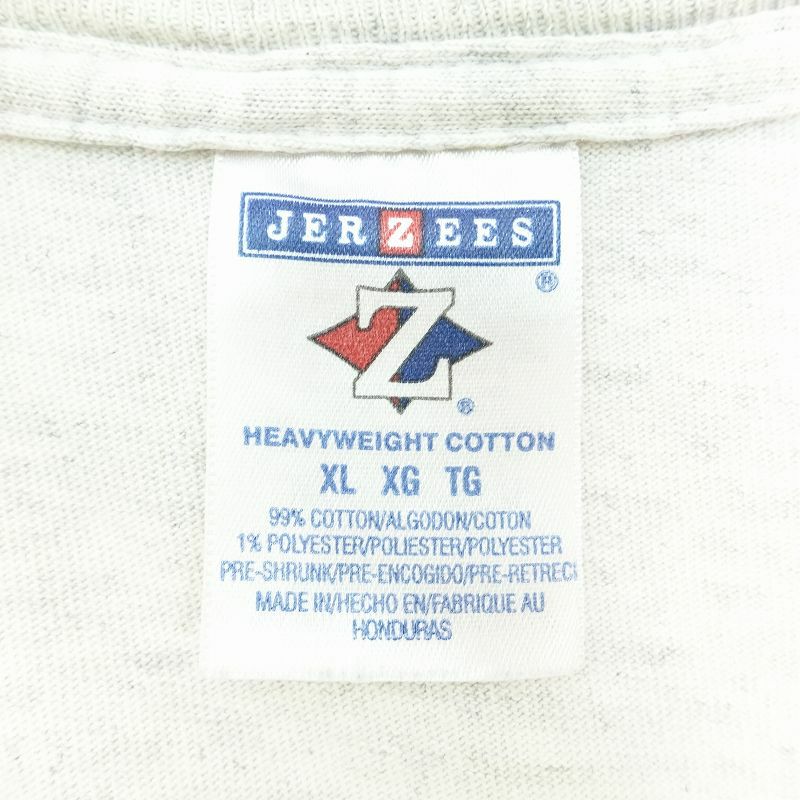 JERZEES
®
Z
®
HEAVYWEIGHT COTTON
XL XG TG
99% COTTON/ALGODON/COTON
1% POLYESTER/POLIESTER/POLYESTER
PRE-SHRUNK/PRE-ENCOGIDO/PRE-RETRECI
MADE IN/HECHO EN/FABRIQUE AU
HONDURAS